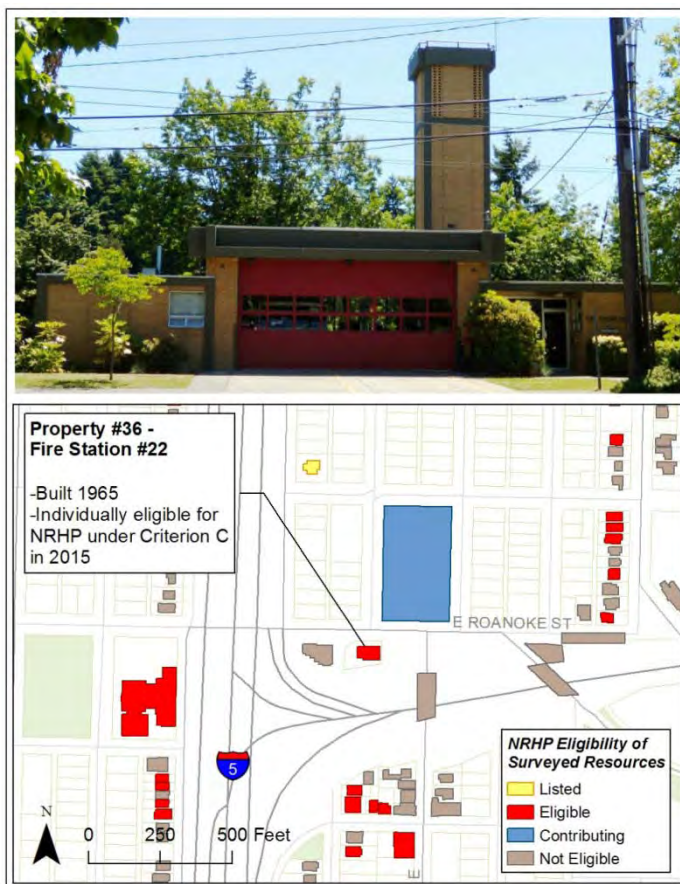 Property #36 -
Fire Station #22
-Built 1965
-Individually eligible for
NRHP under Criterion C
in 2015
E ROANOKE ST
5
N
0 250 500 Feet
E
NRHP Eligibility of
Surveyed Resources
Listed
Eligible
Contributing
Not Eligible